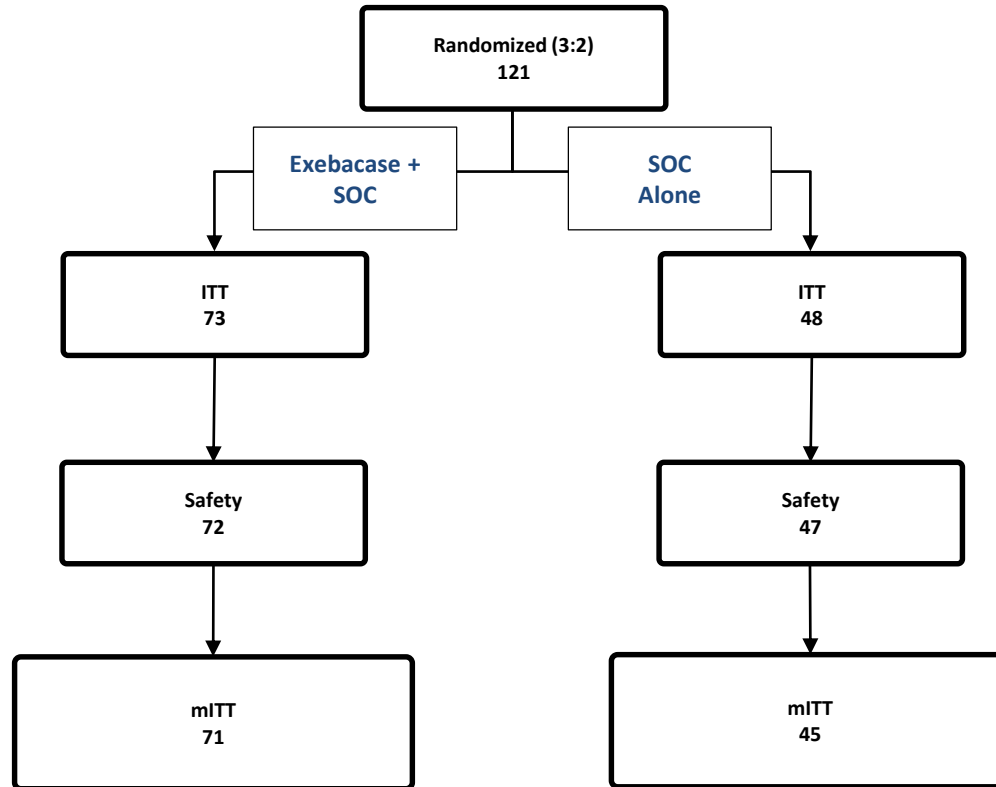 Randomized (3:2)
121
Exebacase +
SOC
SOC
Alone
ITT
73
ITT
48
Safety
72
Safety
47
mITT
71
mITT
45